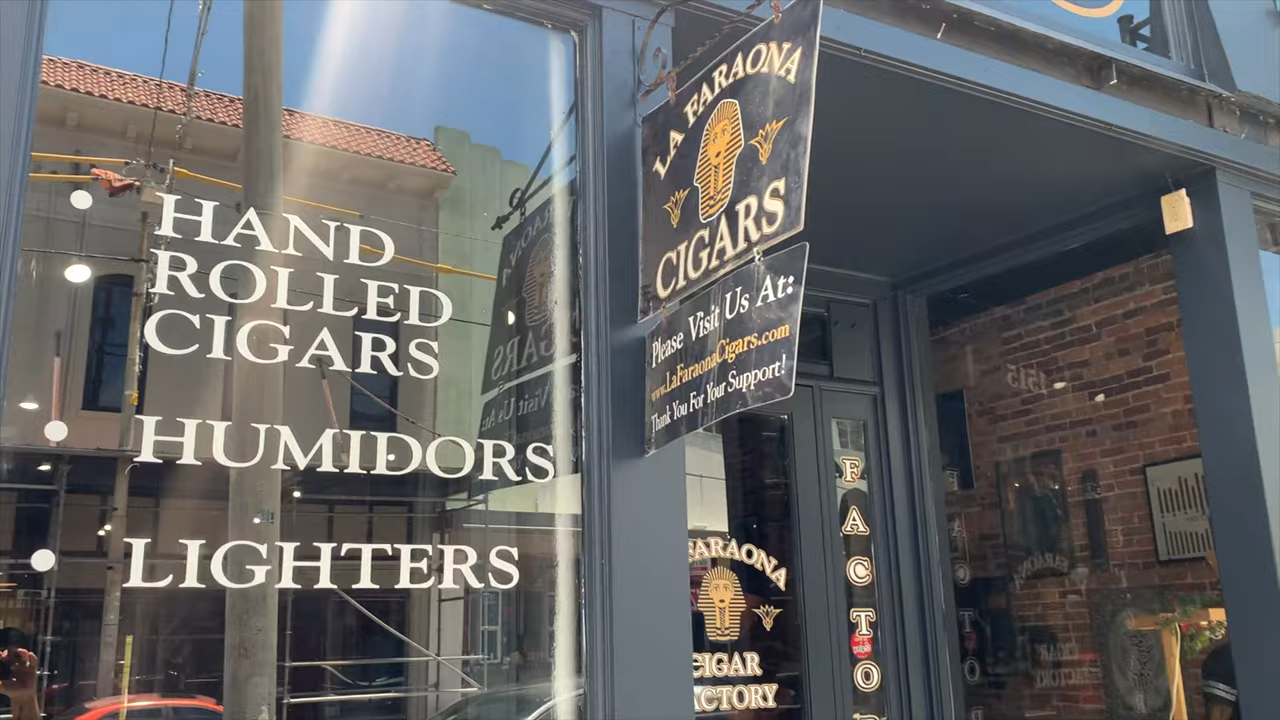 HAND
ROLLED
CIGARS
HUMIDORS
LIGHTERS
LA FARAONA
CIGARS
Please Visit Us At:
www.LaFaraonaCigars.com
Thank You For Your Support!
FARAONA
CIGAR
FACTORY
F
A
C
T
O
1515